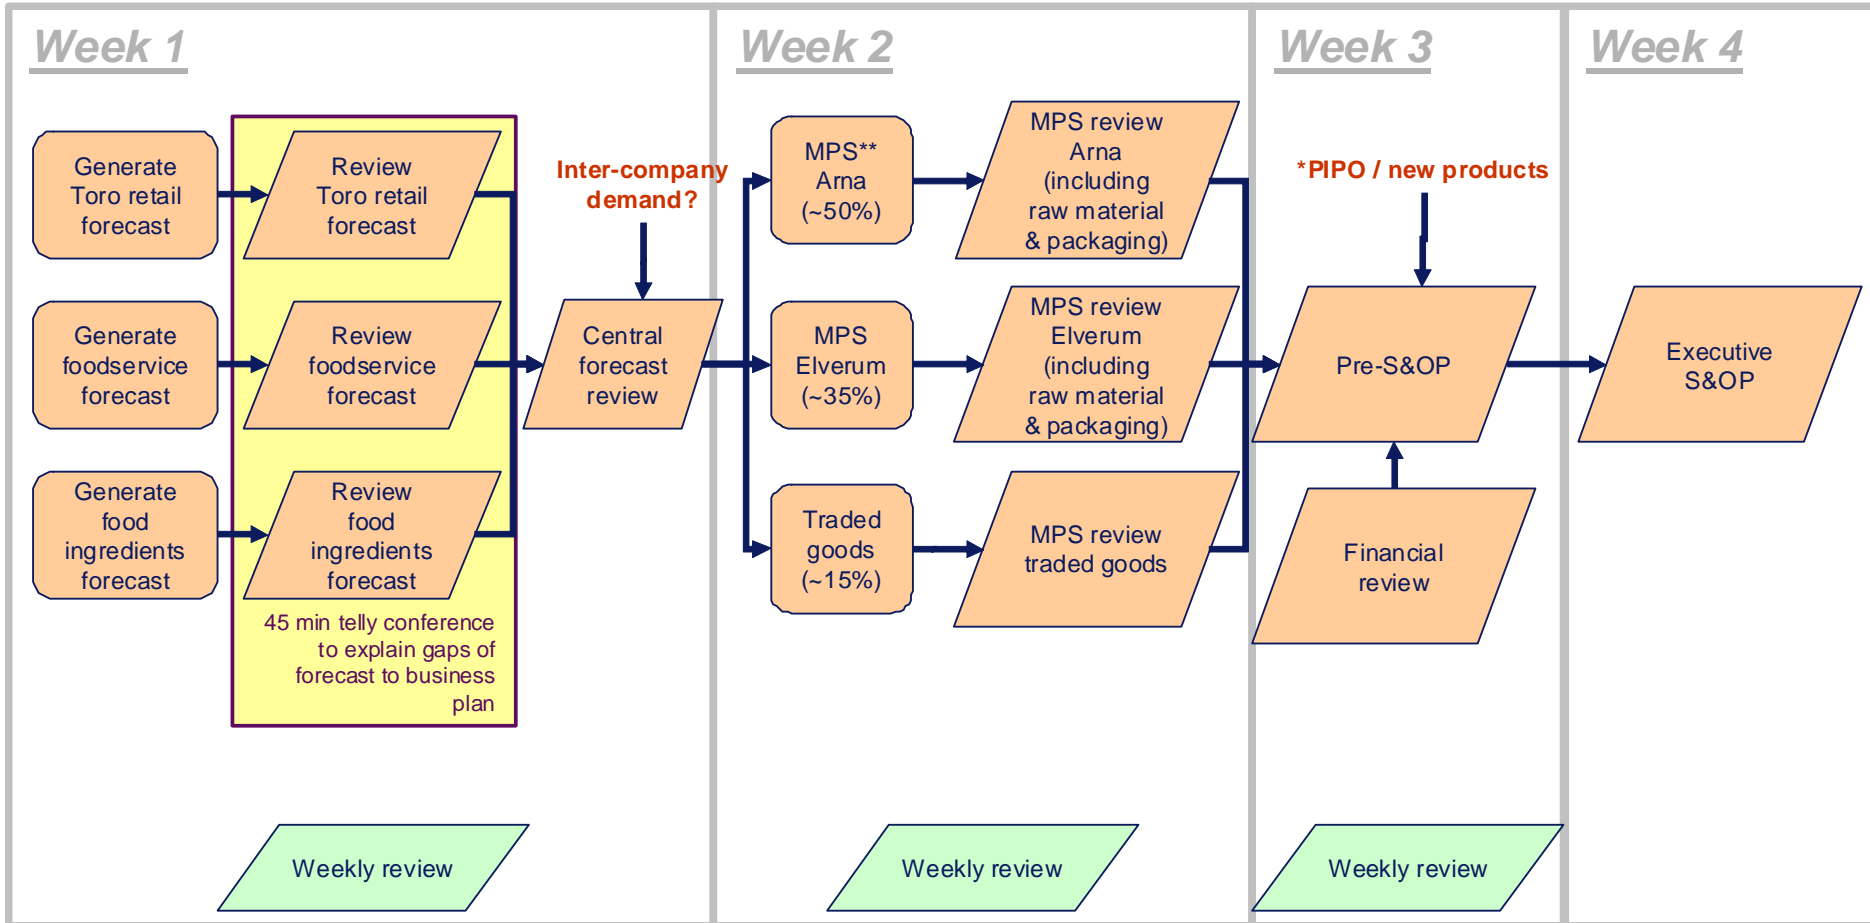 Week 1
Week 2
Week 3
Week 4
Generate
Toro retail
forecast
Review
Toro retail
forecast
Generate
foodservice
forecast
Review
foodservice
forecast
Generate
food
ingredients
forecast
Review
food
ingredients
forecast
45 min telly conference
to explain gaps of
forecast to business
plan
Inter-company
demand?
Central
forecast
review
MPS**
Arna
(~50%)
MPS review
Arna
(including
raw material
& packaging)
MPS
Elverum
(~35%)
MPS review
Elverum
(including
raw material
& packaging)
Traded
goods
(~15%)
MPS review
traded goods
*PIPO / new products
Pre-S&OP
Financial
review
Executive
S&OP
Weekly review
Weekly review
Weekly review